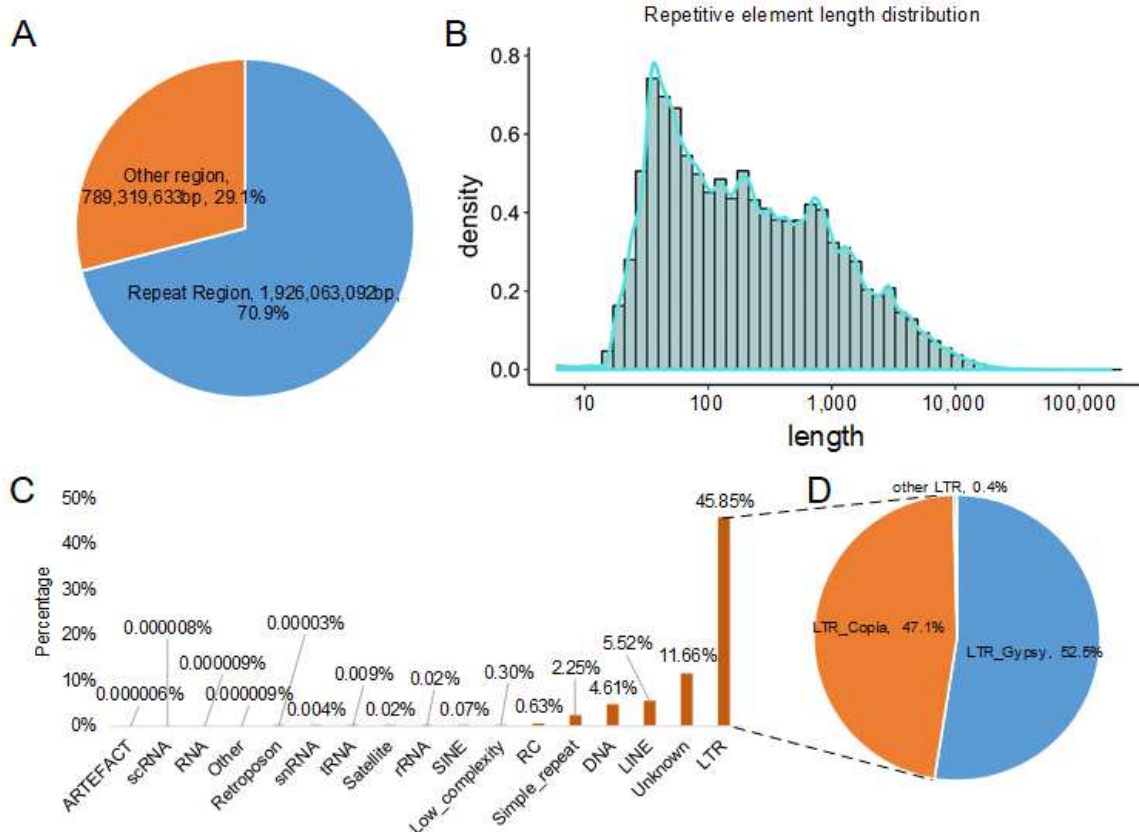 A
Other region,
789,319,633bp, 29.1%
Repeat Region, 1,926,063,092bp,
70.9%
B
Repetitive element length distribution
density
0.8
0.6
0.4
0.2
0.0
10
100
1,000
10,000
100,000
length
C
Percentage
50%
40%
30%
20%
10%
0%
0.000006%
0.000008%
0.000009%
0.000009%
0.00003%
0.004%
0.009%
0.02%
0.02%
0.07%
0.30%
0.63%
2.25%
4.61%
5.52%
11.66%
45.85%
ARTEFACT
scRNA
RNA
Other
Retroposon
snRNA
tRNA
Satellite
rRNA
SINE
Low_complexity
RC
Simple_repeat
DNA
LINE
Unknown
LTR
D
other LTR, 0.4%
LTR_Copia, 47.1%
LTR_Gypsy, 52.5%